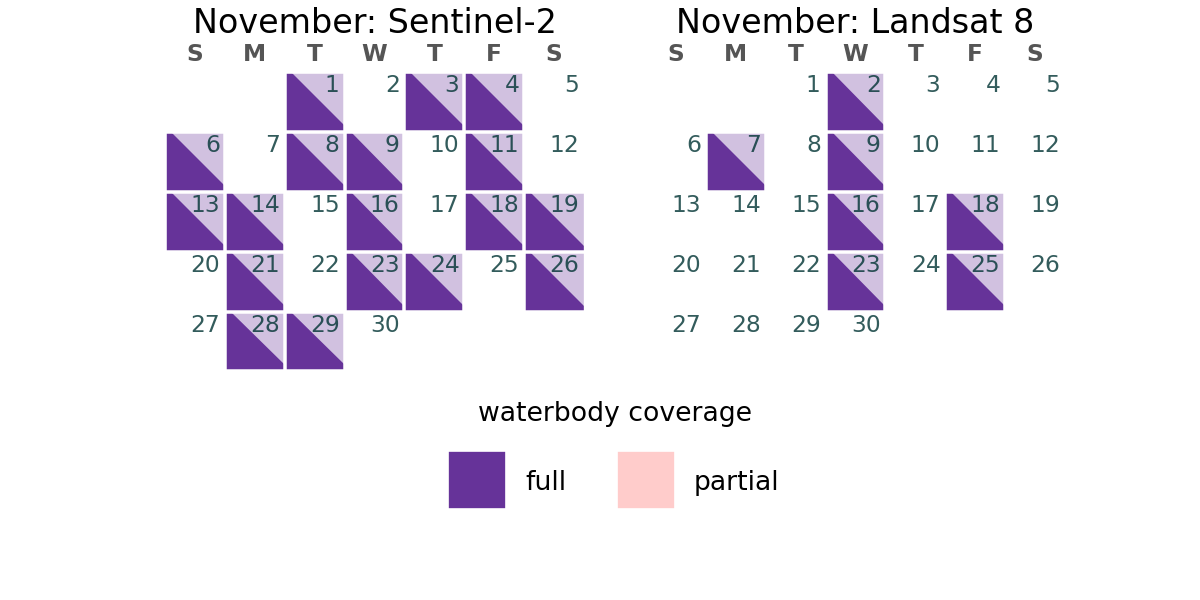 November: Sentinel-2
S M T W T F S
1 2 3 4 5
6 7 8 9 10 11 12
13 14 15 16 17 18 19
20 21 22 23 24 25 26
27 28 29 30
November: Landsat 8
S M T W T F S
1 2 3 4 5
6 7 8 9 10 11 12
13 14 15 16 17 18 19
20 21 22 23 24 25 26
27 28 29 30
waterbody coverage
full
partial